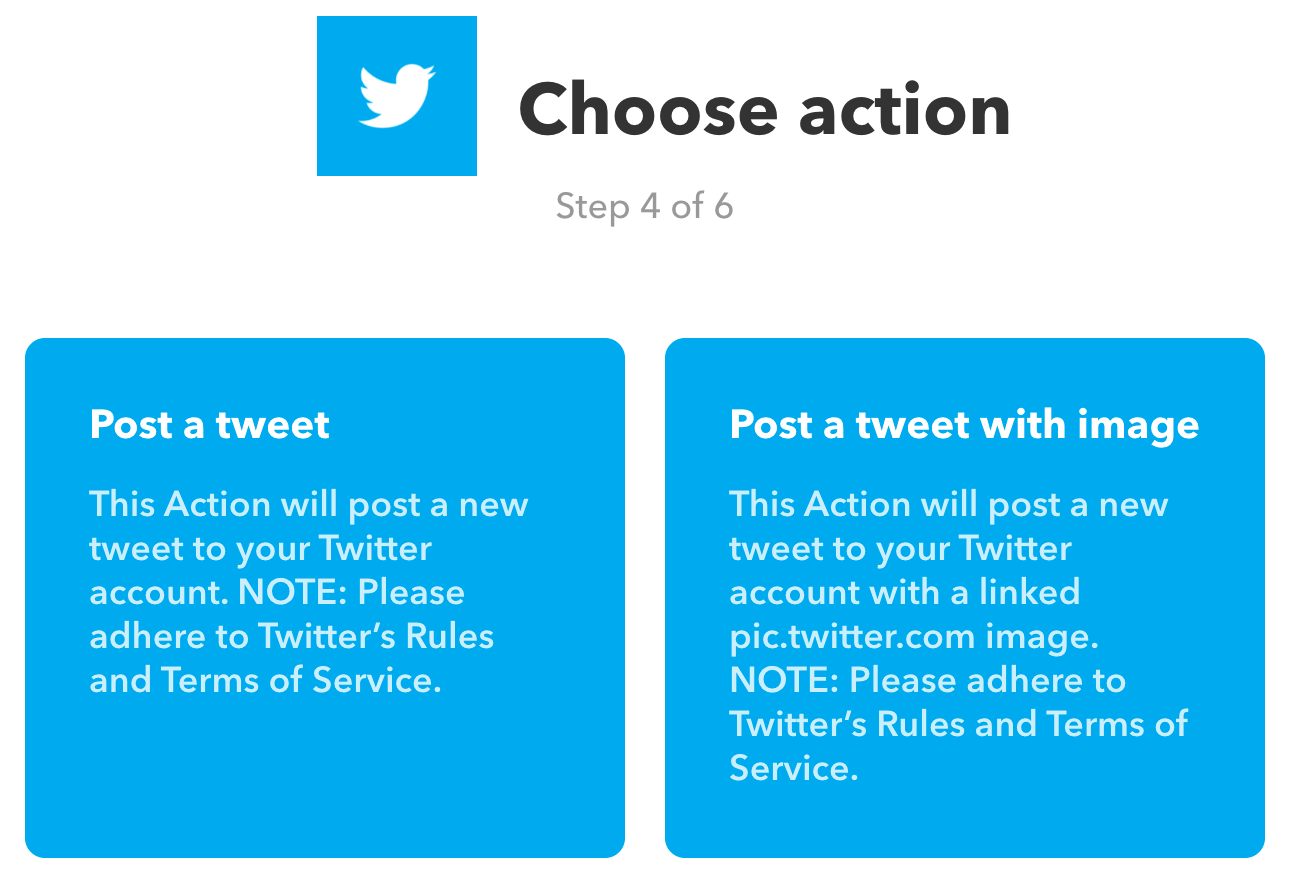 Choose action
Step 4 of 6
Post a tweet
This Action will post a new
tweet to your Twitter
account. NOTE: Please
adhere to Twitter’s Rules
and Terms of Service.
Post a tweet with image
This Action will post a new
tweet to your Twitter
account with a linked
pic.twitter.com image.
NOTE: Please adhere to
Twitter’s Rules and Terms of
Service.